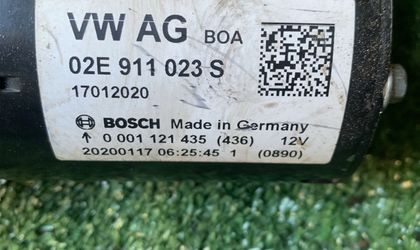 VW AG BOA
02E 911 023 S
17012020
BOSCH Made in Germany
↑ 0 001 121 435 (436) 12V
20200117 06:25:45 1 (0890)